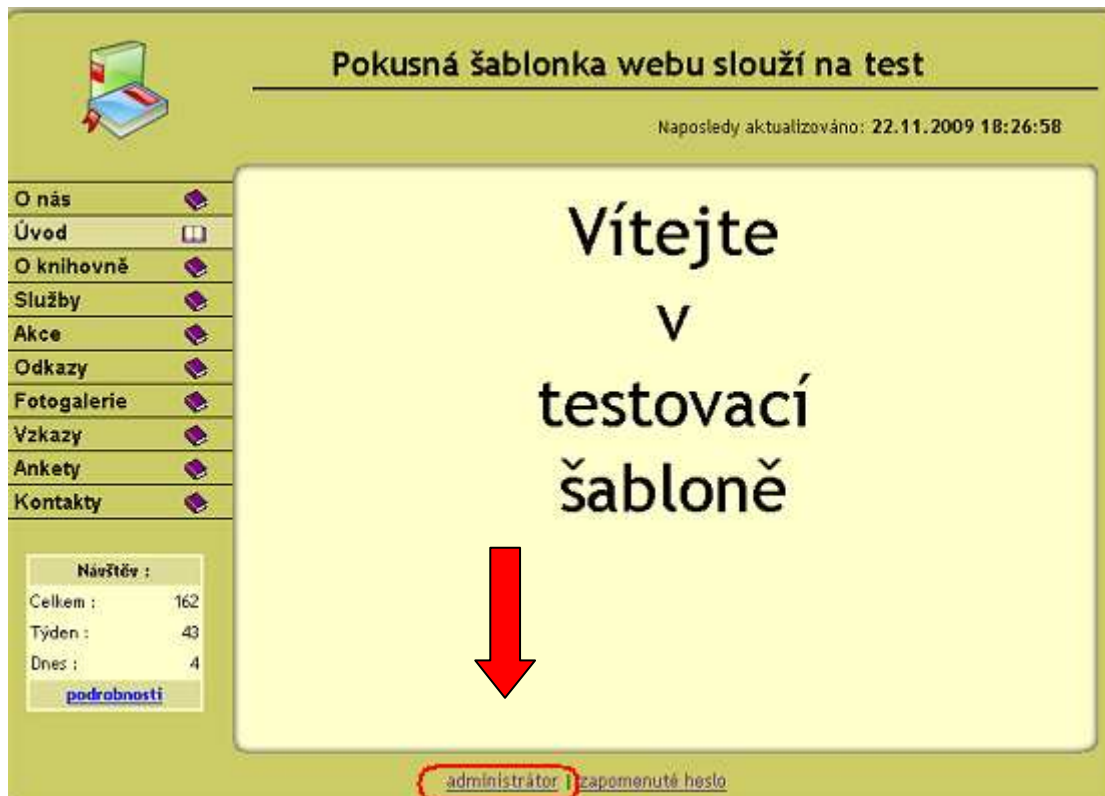 Pokusná šablonka webu slouží na test
Naposledy aktualizováno: 22.11.2009 18:26:58
O nás
Úvod
O knihovně
Služby
Akce
Odkazy
Fotogalerie
Vzkazy
Ankety
Kontakty
Návštěv :
Celkem : 162
Týden : 43
Dnes : 4
podrobnosti
Vítejte
v
testovací
šabloně
administrátor | zapomenuté heslo